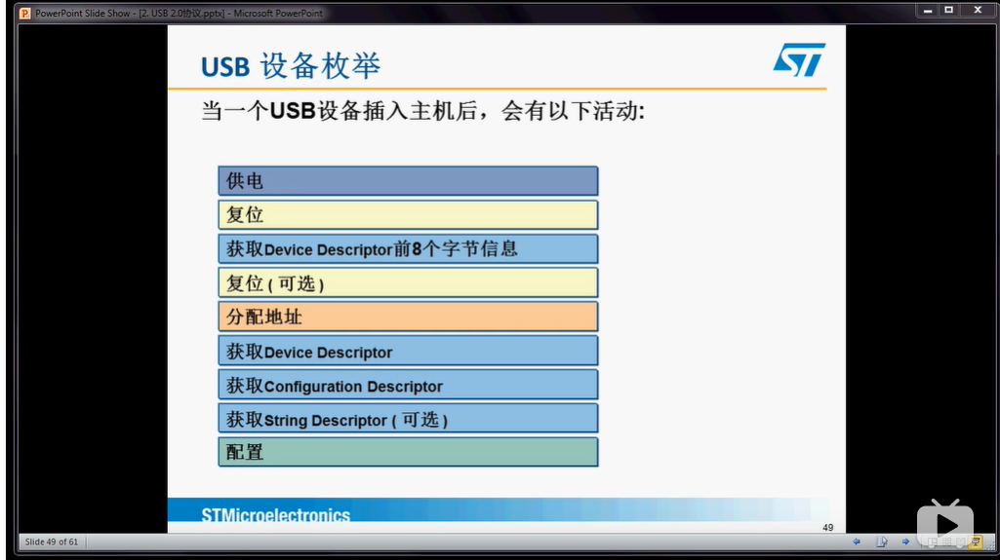 PowerPoint Slide Show - [2. USB 2.0协议.pptx] - Microsoft PowerPoint
USB 设备枚举
ST
当一个USB设备插入主机后，会有以下活动:
供电
复位
获取Device Descriptor前8个字节信息
复位 ( 可选 )
分配地址
获取Device Descriptor
获取Configuration Descriptor
获取String Descriptor ( 可选 )
配置
STMicroelectronics
49
Slide 49 of 61